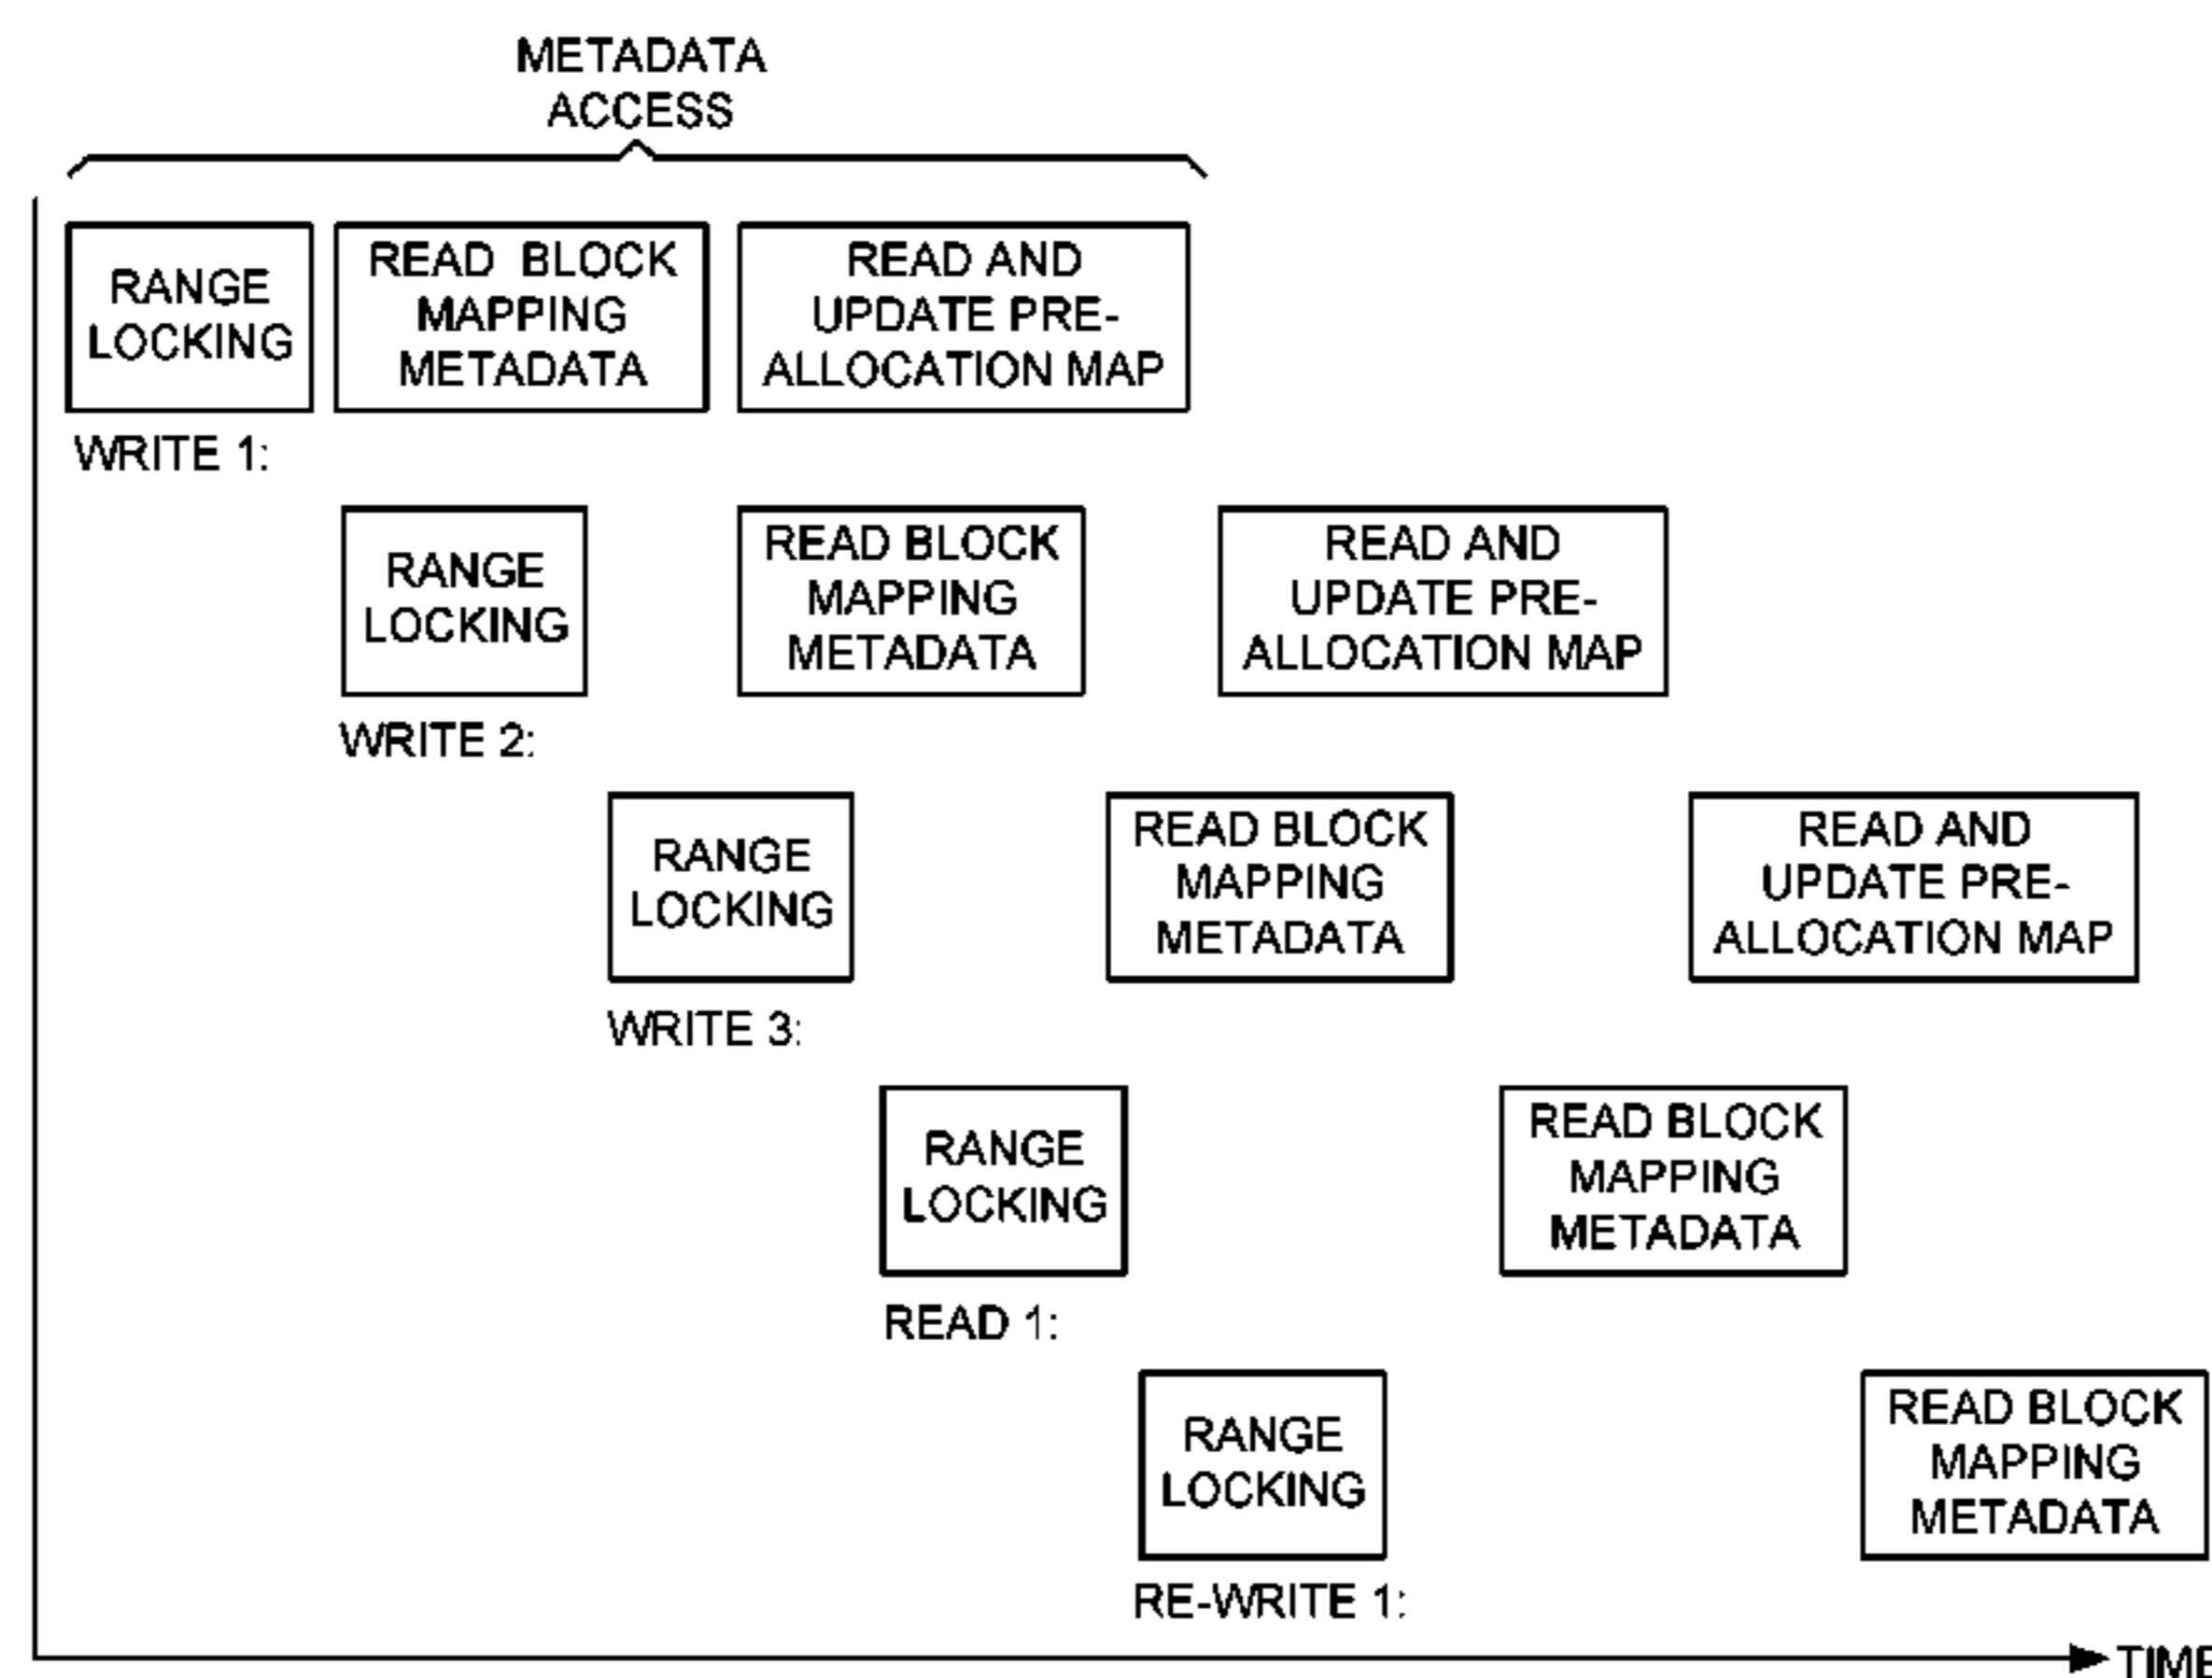 METADATA
ACCESS
RANGE
LOCKING
READ BLOCK
MAPPING
METADATA
READ AND
UPDATE PRE-
ALLOCATION MAP
WRITE 1:
RANGE
LOCKING
READ BLOCK
MAPPING
METADATA
READ AND
UPDATE PRE-
ALLOCATION MAP
WRITE 2:
RANGE
LOCKING
READ BLOCK
MAPPING
METADATA
READ AND
UPDATE PRE-
ALLOCATION MAP
WRITE 3:
RANGE
LOCKING
READ BLOCK
MAPPING
METADATA
READ 1:
RANGE
LOCKING
READ BLOCK
MAPPING
METADATA
RE-WRITE 1:
TIME